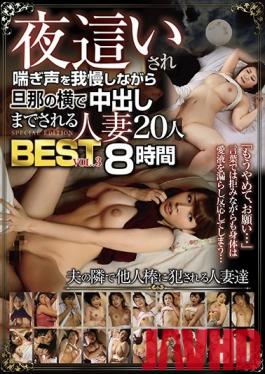 夜這いされ
喘ぎ声を我慢しながら
旦那の横で中出し
までされる人妻20人
SPECIAL EDITION
BEST 8時間
VOL.3
「もうやめて、お願い…」
言葉では拒みながらも身体は
愛液を漏らし反応してしまう…
夫の隣で他人棒に犯される人妻達
JAVHD